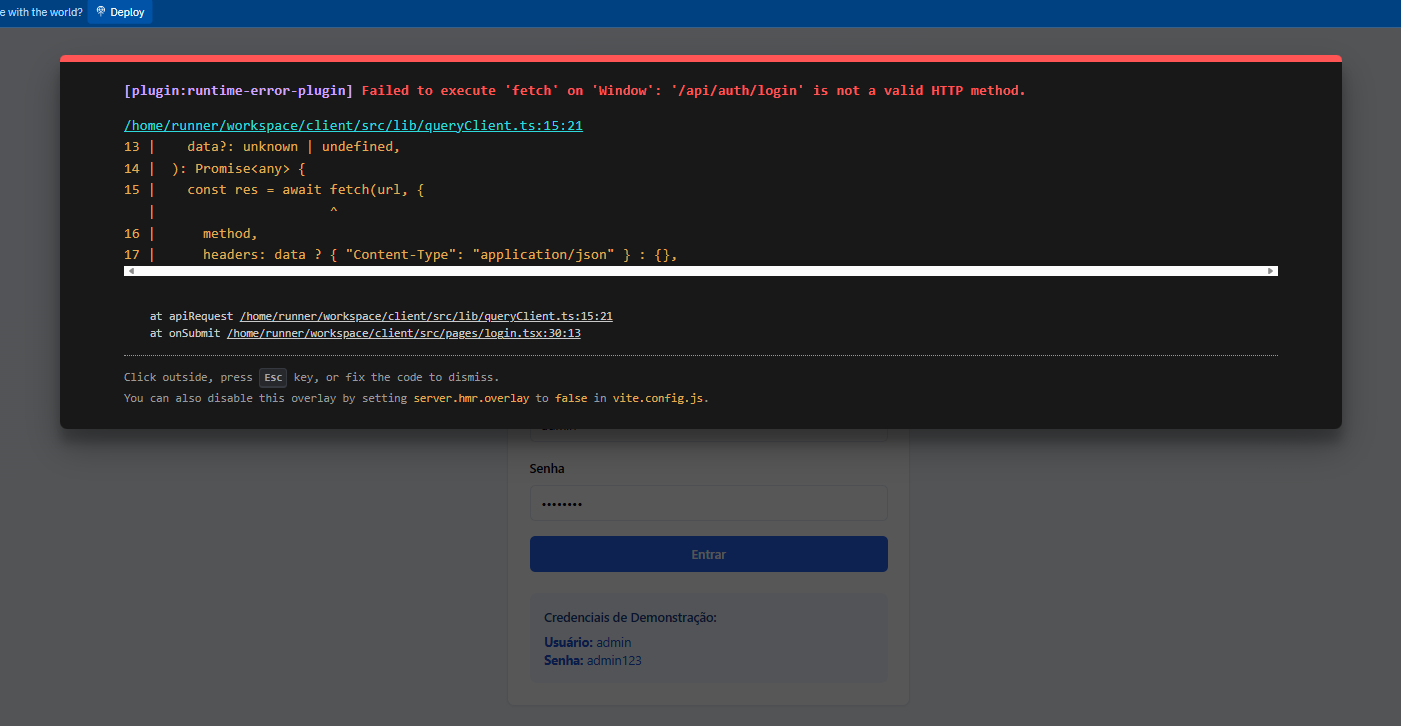 e with the world? Deploy
[plugin:runtime-error-plugin] Failed to execute 'fetch' on 'Window': '/api/auth/login' is not a valid HTTP method.
/home/runner/workspace/client/src/lib/queryClient.ts:15:21
13 |    data?: unknown | undefined,
14 |  ): Promise<any> {
15 |    const res = await fetch(url, {
   |                      ^
16 |      method,
17 |      headers: data ? { "Content-Type": "application/json" } : {},
at apiRequest /home/runner/workspace/client/src/lib/queryClient.ts:15:21
at onSubmit /home/runner/workspace/client/src/pages/login.tsx:30:13
Click outside, press Esc key, or fix the code to dismiss.
You can also disable this overlay by setting server.hmr.overlay to false in vite.config.js.
Senha
••••••••
Entrar
Credenciais de Demonstração:
Usuário: admin
Senha: admin123